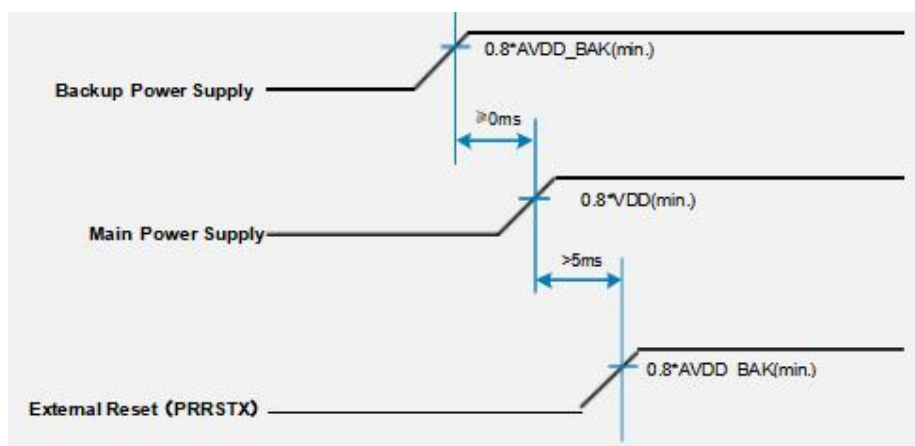 0.8*AVDD_BAK(min.)
Backup Power Supply
≥0ms
0.8*VDD(min.)
Main Power Supply
>5ms
0.8*AVDD BAK(min.)
External Reset (PRRSTX)